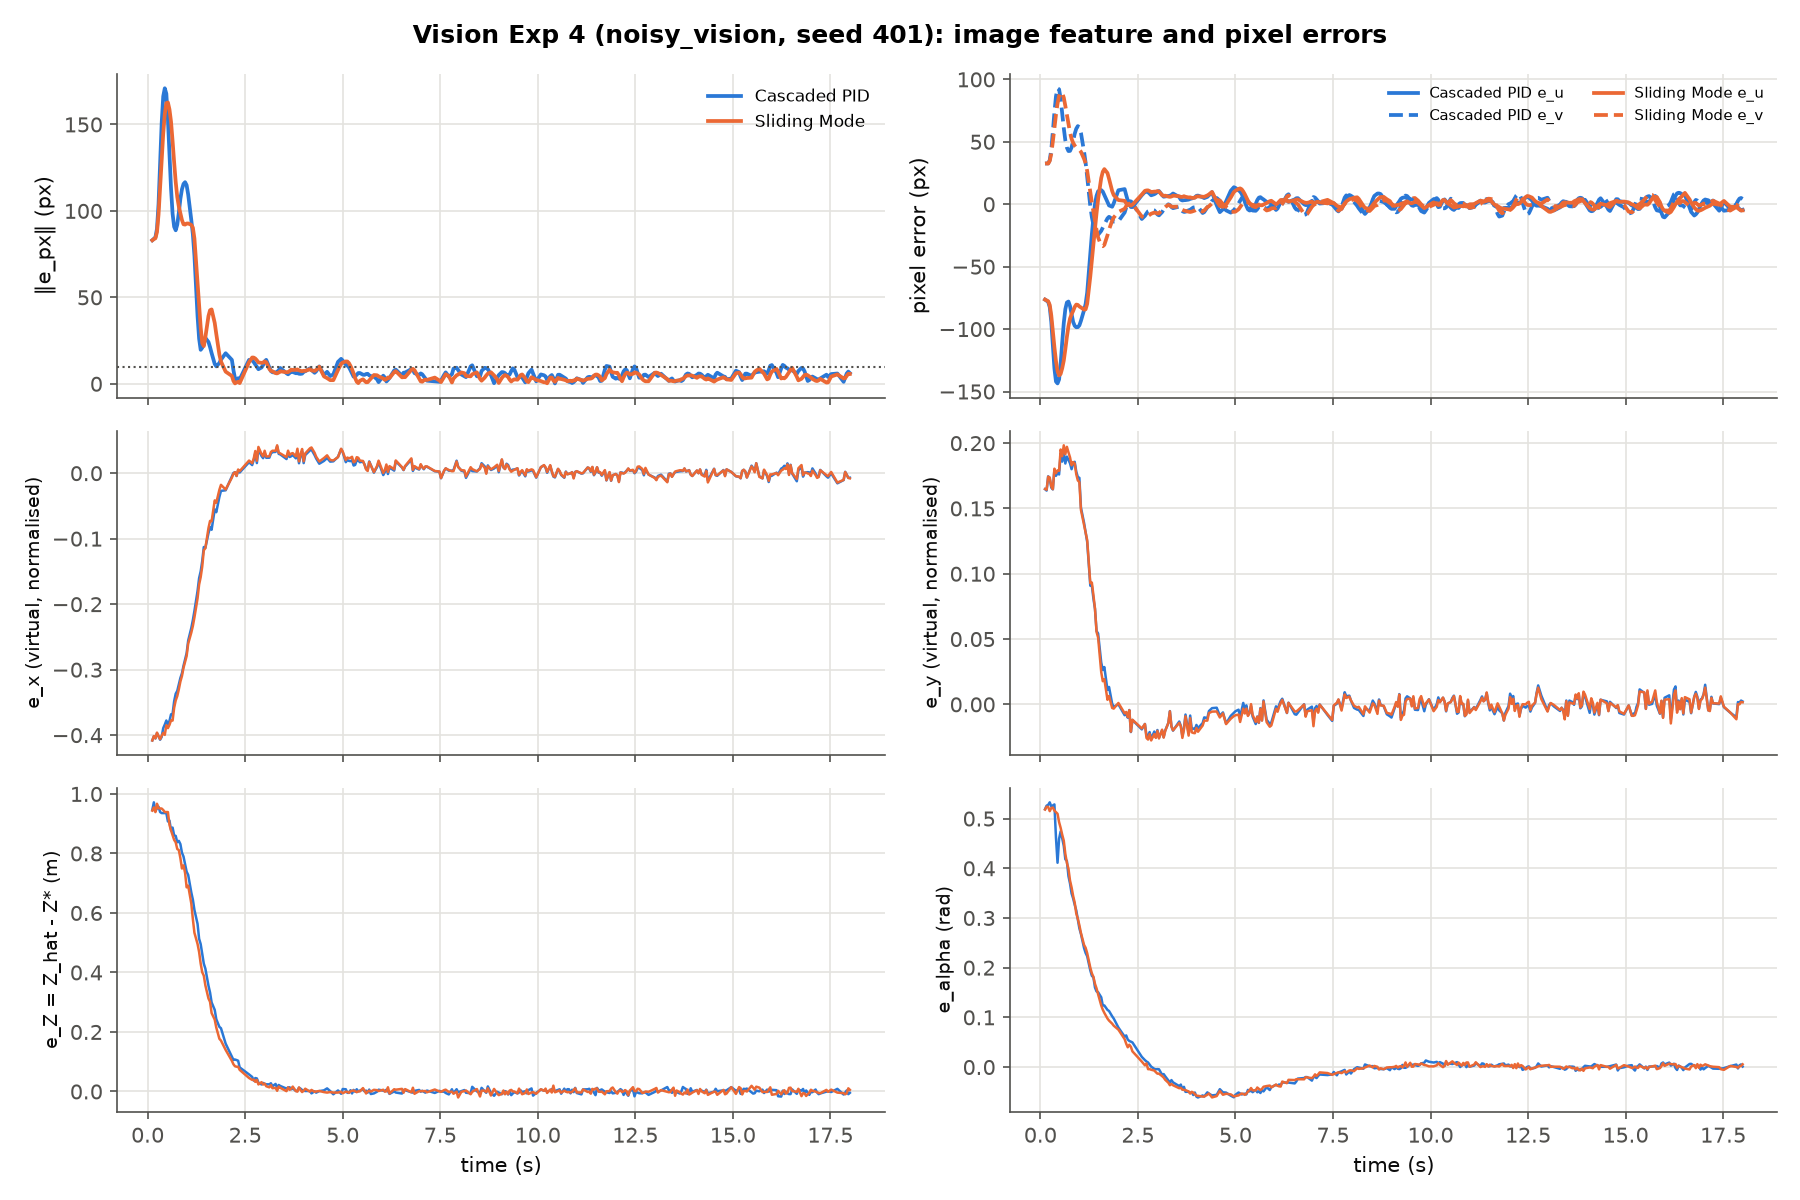 Vision Exp 4 (noisy_vision, seed 401): image feature and pixel errors
‖e_px‖ (px)
150
100
50
0
Cascaded PID
Sliding Mode
pixel error (px)
100
50
0
−50
−100
−150
Cascaded PID e_u
Cascaded PID e_v
Sliding Mode e_u
Sliding Mode e_v
e_x (virtual, normalised)
0.0
−0.1
−0.2
−0.3
−0.4
e_y (virtual, normalised)
0.20
0.15
0.10
0.05
0.00
e_Z = Z_hat - Z* (m)
1.0
0.8
0.6
0.4
0.2
0.0
0.0 2.5 5.0 7.5 10.0 12.5 15.0 17.5
time (s)
e_alpha (rad)
0.5
0.4
0.3
0.2
0.1
0.0
0.0 2.5 5.0 7.5 10.0 12.5 15.0 17.5
time (s)